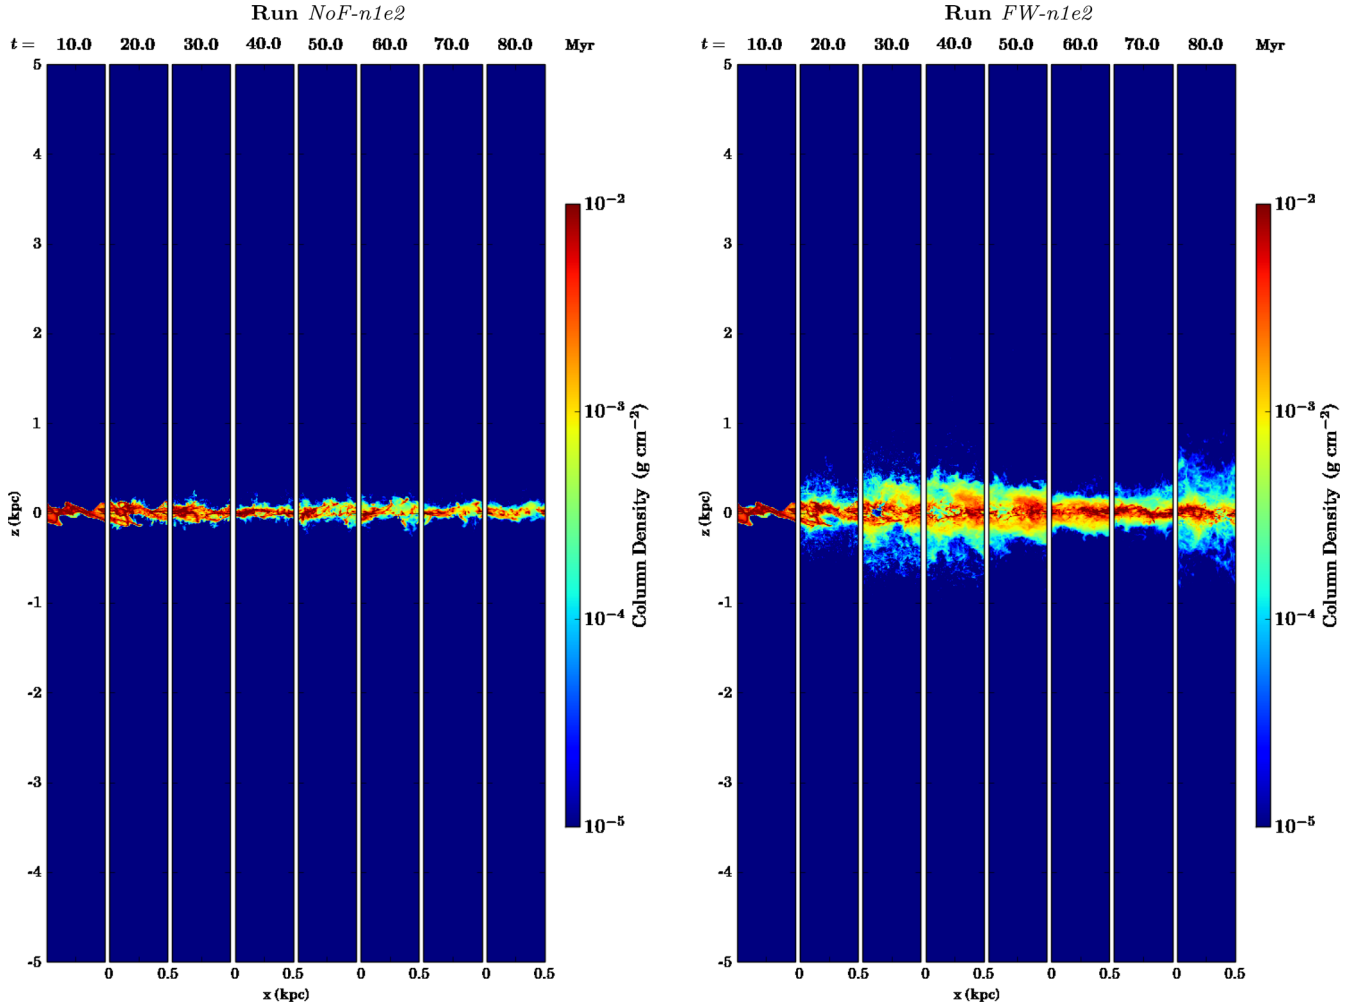 Run NoF-n1e2
t = 10.0 20.0 30.0 40.0 50.0 60.0 70.0 80.0 Myr
5
4
3
2
1
0
-1
-2
-3
-4
-5
z (kpc)
0 0.5 0 0.5 0 0.5 0 0.5
x (kpc)
10⁻²
10⁻³
10⁻⁴
10⁻⁵
Column Density (g cm⁻²)
Run FW-n1e2
t = 10.0 20.0 30.0 40.0 50.0 60.0 70.0 80.0 Myr
5
4
3
2
1
0
-1
-2
-3
-4
-5
z (kpc)
0 0.5 0 0.5 0 0.5 0 0.5
x (kpc)
10⁻²
10⁻³
10⁻⁴
10⁻⁵
Column Density (g cm⁻²)